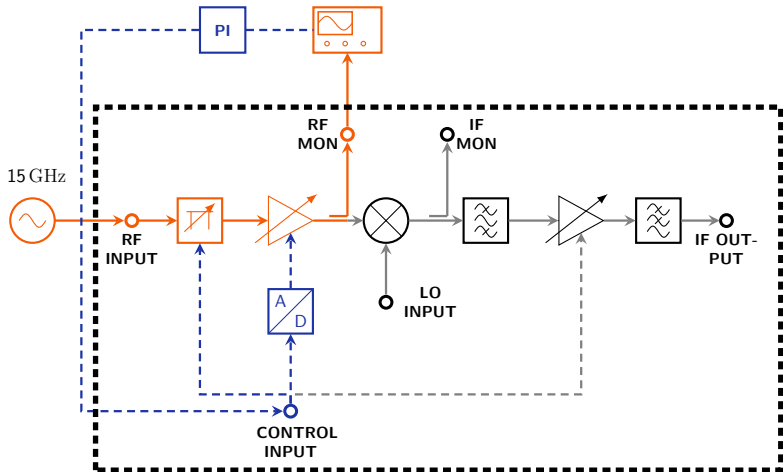 PI
RF
MON
IF
MON
15 GHz
RF
INPUT
IF OUT-
PUT
A
D
LO
INPUT
CONTROL
INPUT